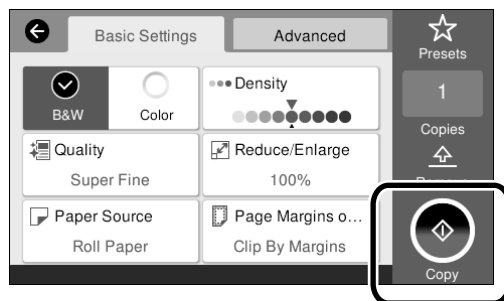 Basic Settings
Advanced
Presets
B&W
Color
Density
1
Copies
Quality
Super Fine
Reduce/Enlarge
100%
Paper Source
Roll Paper
Page Margins o...
Clip By Margins
Copy